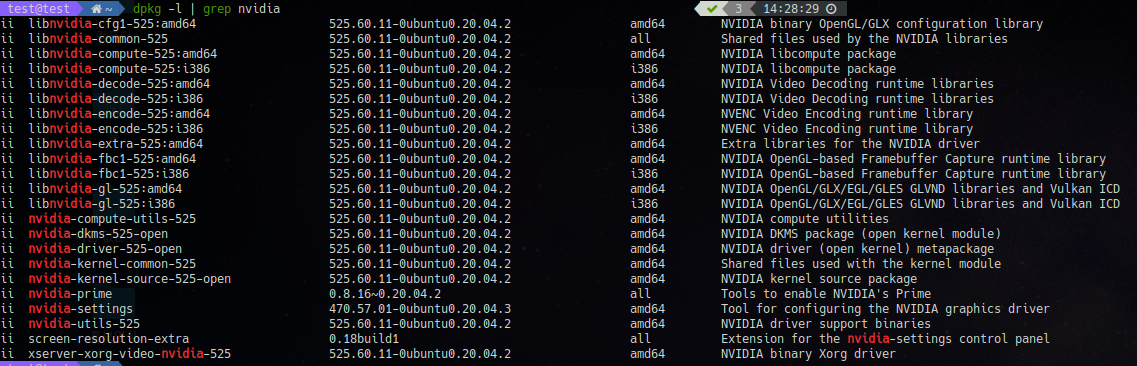 test@test ~ dpkg -l | grep nvidia 3 14:28:29
ii libnvidia-cfg1-525:amd64 525.60.11-0ubuntu0.20.04.2 amd64 NVIDIA binary OpenGL/GLX configuration library
ii libnvidia-common-525 525.60.11-0ubuntu0.20.04.2 all Shared files used by the NVIDIA libraries
ii libnvidia-compute-525:amd64 525.60.11-0ubuntu0.20.04.2 amd64 NVIDIA libcompute package
ii libnvidia-compute-525:i386 525.60.11-0ubuntu0.20.04.2 i386 NVIDIA libcompute package
ii libnvidia-decode-525:amd64 525.60.11-0ubuntu0.20.04.2 amd64 NVIDIA Video Decoding runtime libraries
ii libnvidia-decode-525:i386 525.60.11-0ubuntu0.20.04.2 i386 NVIDIA Video Decoding runtime libraries
ii libnvidia-encode-525:amd64 525.60.11-0ubuntu0.20.04.2 amd64 NVENC Video Encoding runtime library
ii libnvidia-encode-525:i386 525.60.11-0ubuntu0.20.04.2 i386 NVENC Video Encoding runtime library
ii libnvidia-extra-525:amd64 525.60.11-0ubuntu0.20.04.2 amd64 Extra libraries for the NVIDIA driver
ii libnvidia-fbc1-525:amd64 525.60.11-0ubuntu0.20.04.2 amd64 NVIDIA OpenGL-based Framebuffer Capture runtime library
ii libnvidia-fbc1-525:i386 525.60.11-0ubuntu0.20.04.2 i386 NVIDIA OpenGL-based Framebuffer Capture runtime library
ii libnvidia-gl-525:amd64 525.60.11-0ubuntu0.20.04.2 amd64 NVIDIA OpenGL/GLX/EGL/GLES GLVND libraries and Vulkan ICD
ii libnvidia-gl-525:i386 525.60.11-0ubuntu0.20.04.2 i386 NVIDIA OpenGL/GLX/EGL/GLES GLVND libraries and Vulkan ICD
ii nvidia-compute-utils-525 525.60.11-0ubuntu0.20.04.2 amd64 NVIDIA compute utilities
ii nvidia-dkms-525-open 525.60.11-0ubuntu0.20.04.2 amd64 NVIDIA DKMS package (open kernel module)
ii nvidia-driver-525-open 525.60.11-0ubuntu0.20.04.2 amd64 NVIDIA driver (open kernel) metapackage
ii nvidia-kernel-common-525 525.60.11-0ubuntu0.20.04.2 amd64 Shared files used with the kernel module
ii nvidia-kernel-source-525-open 525.60.11-0ubuntu0.20.04.2 amd64 NVIDIA kernel source package
ii nvidia-prime 0.8.16~0.20.04.2 all Tools to enable NVIDIA's Prime
ii nvidia-settings 470.57.01-0ubuntu0.20.04.3 amd64 Tool for configuring the NVIDIA graphics driver
ii nvidia-utils-525 525.60.11-0ubuntu0.20.04.2 amd64 NVIDIA driver support binaries
ii screen-resolution-extra 0.18build1 all Extension for the nvidia-settings control panel
ii xserver-xorg-video-nvidia-525 525.60.11-0ubuntu0.20.04.2 amd64 NVIDIA binary Xorg driver
test@test ~